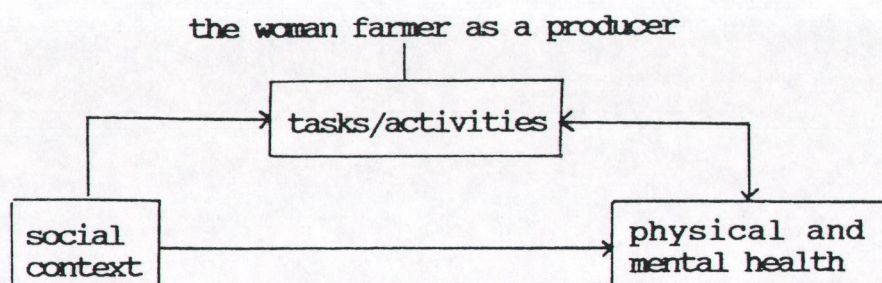 the woman farmer as a producer
tasks/activities
social
context
physical and
mental health